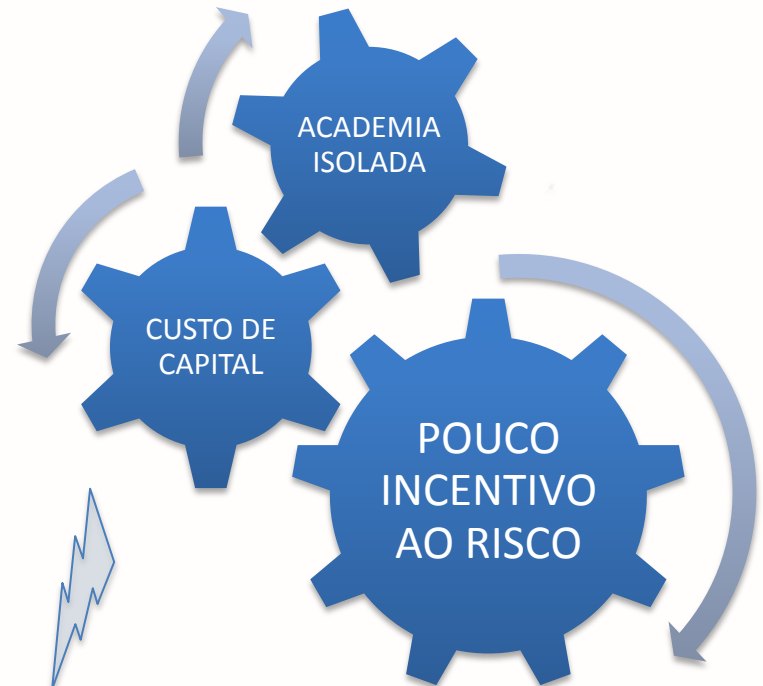 ACADEMIA
ISOLADA
CUSTO DE
CAPITAL
POUCO
INCENTIVO
AO RISCO